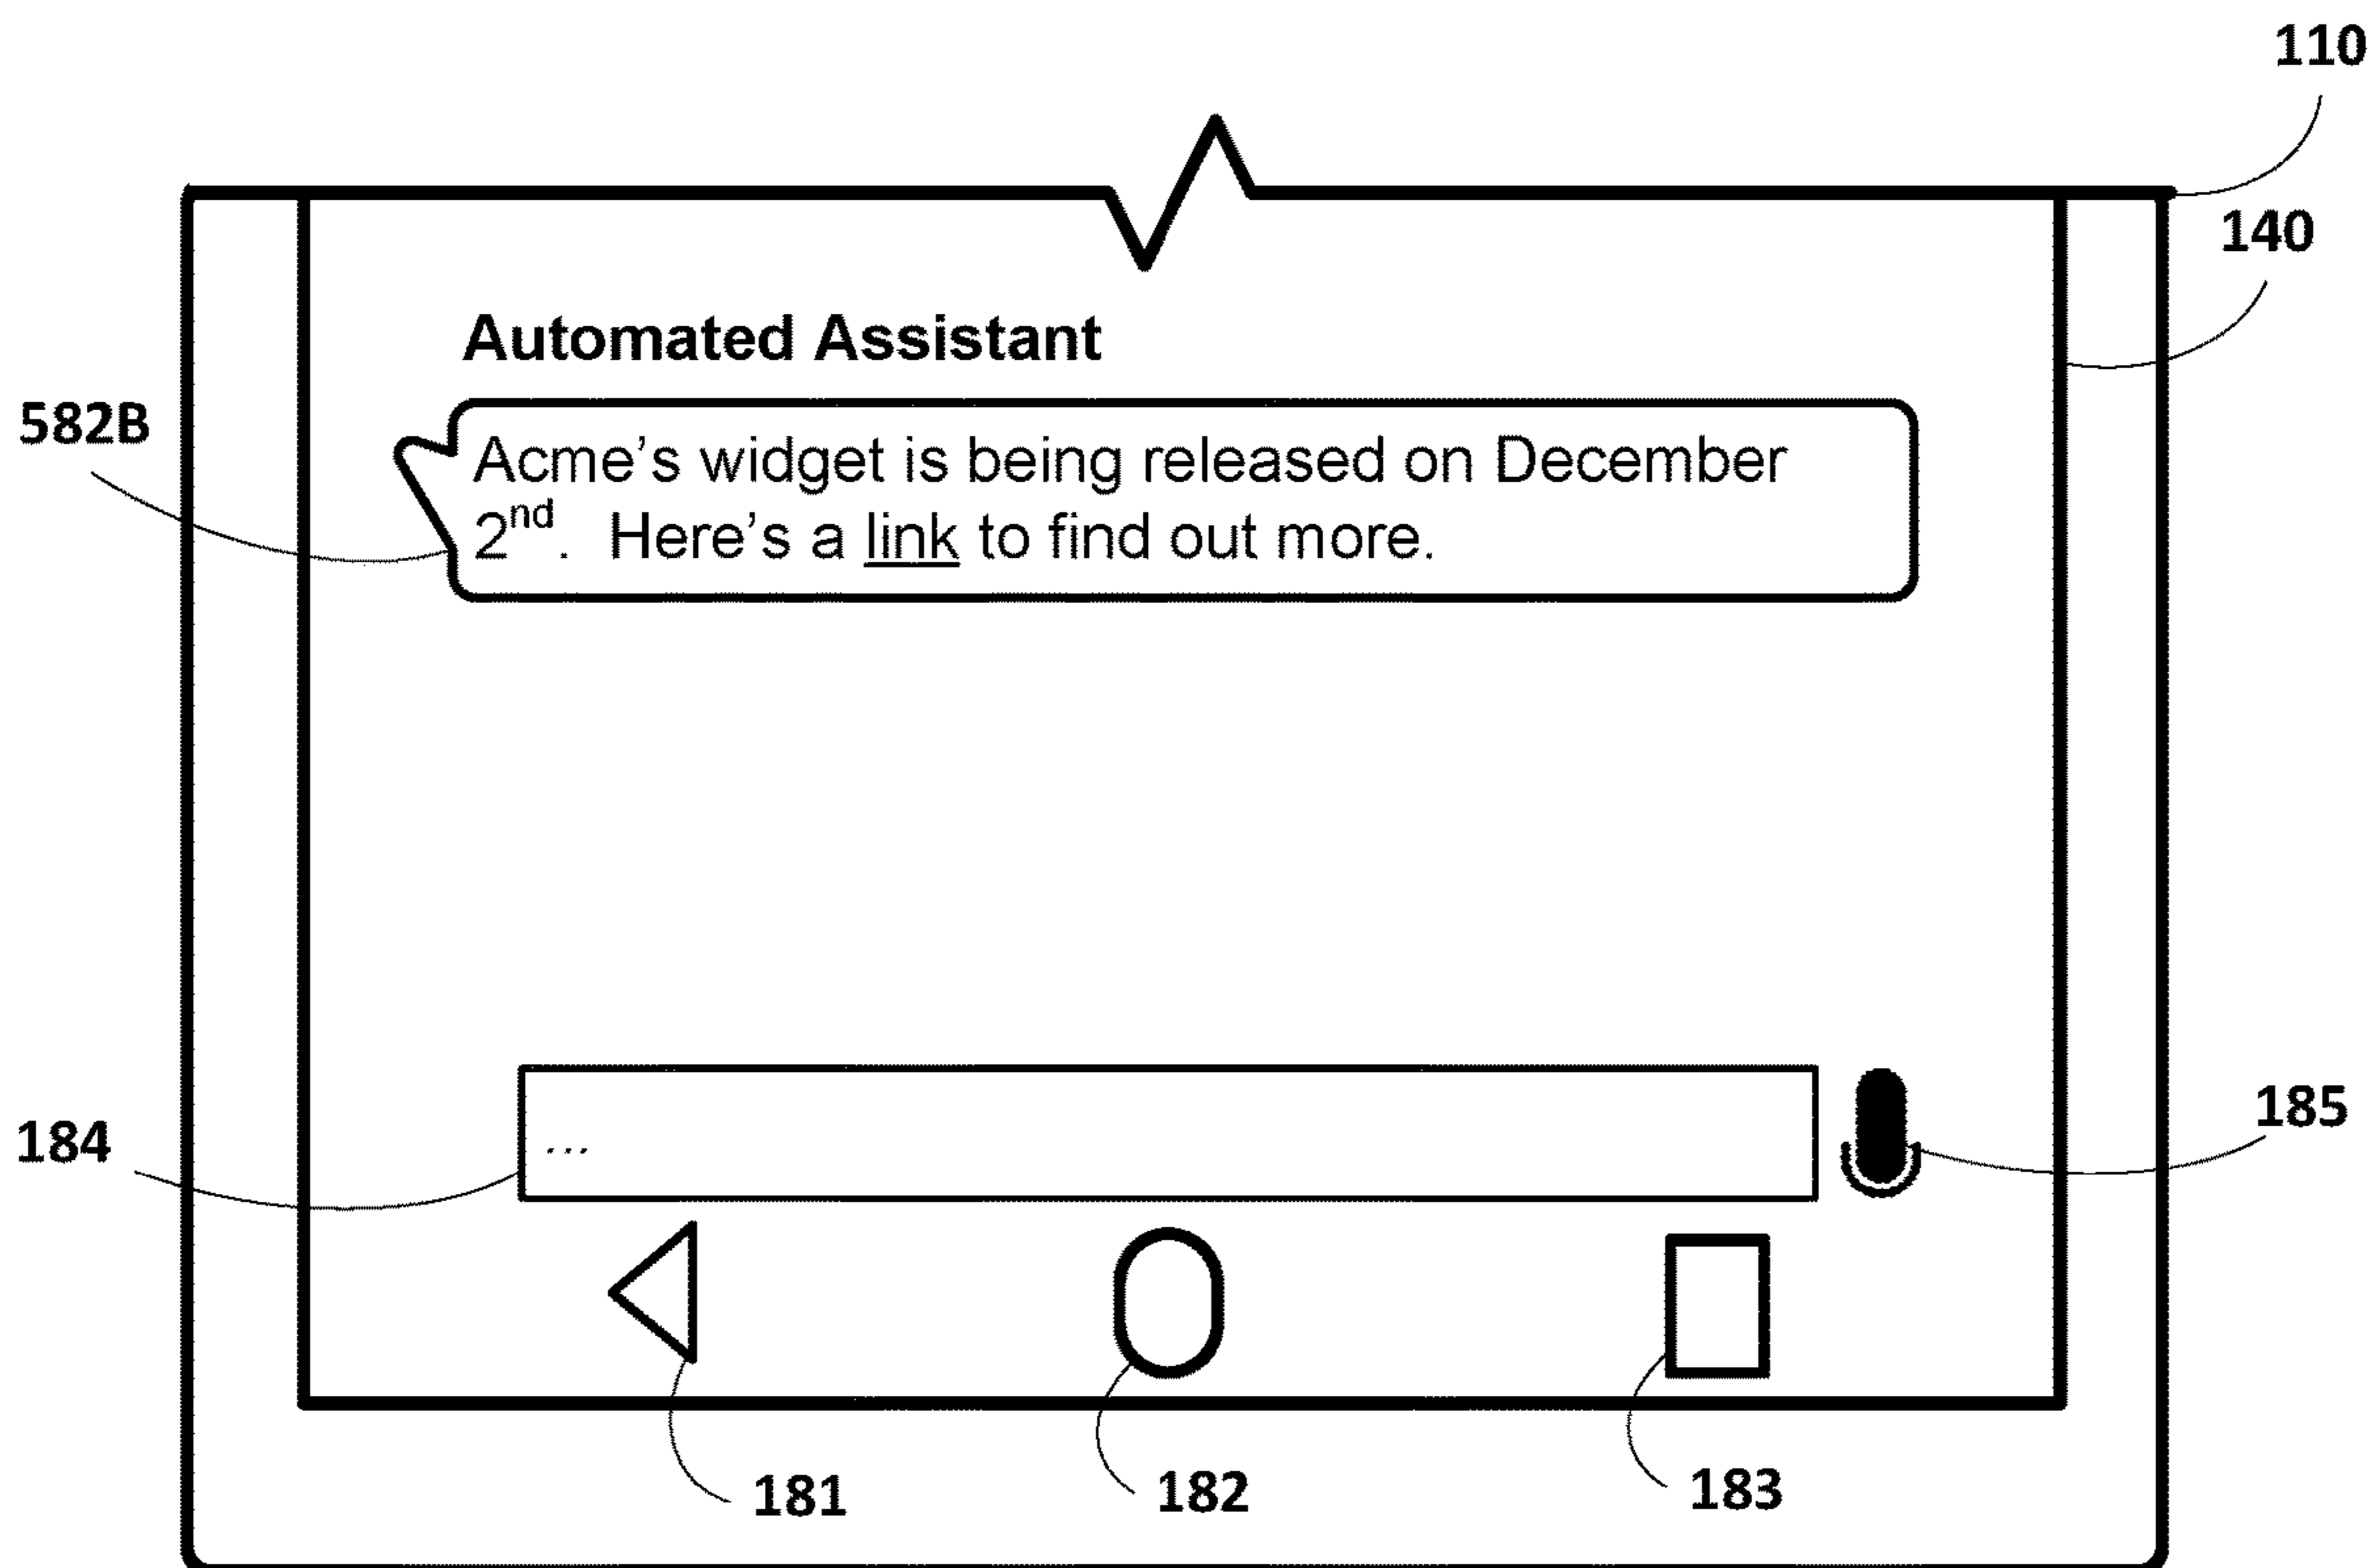 110
140
Automated Assistant
582B
Acme's widget is being released on December
2nd. Here's a link to find out more.
184
...
185
181
182
183